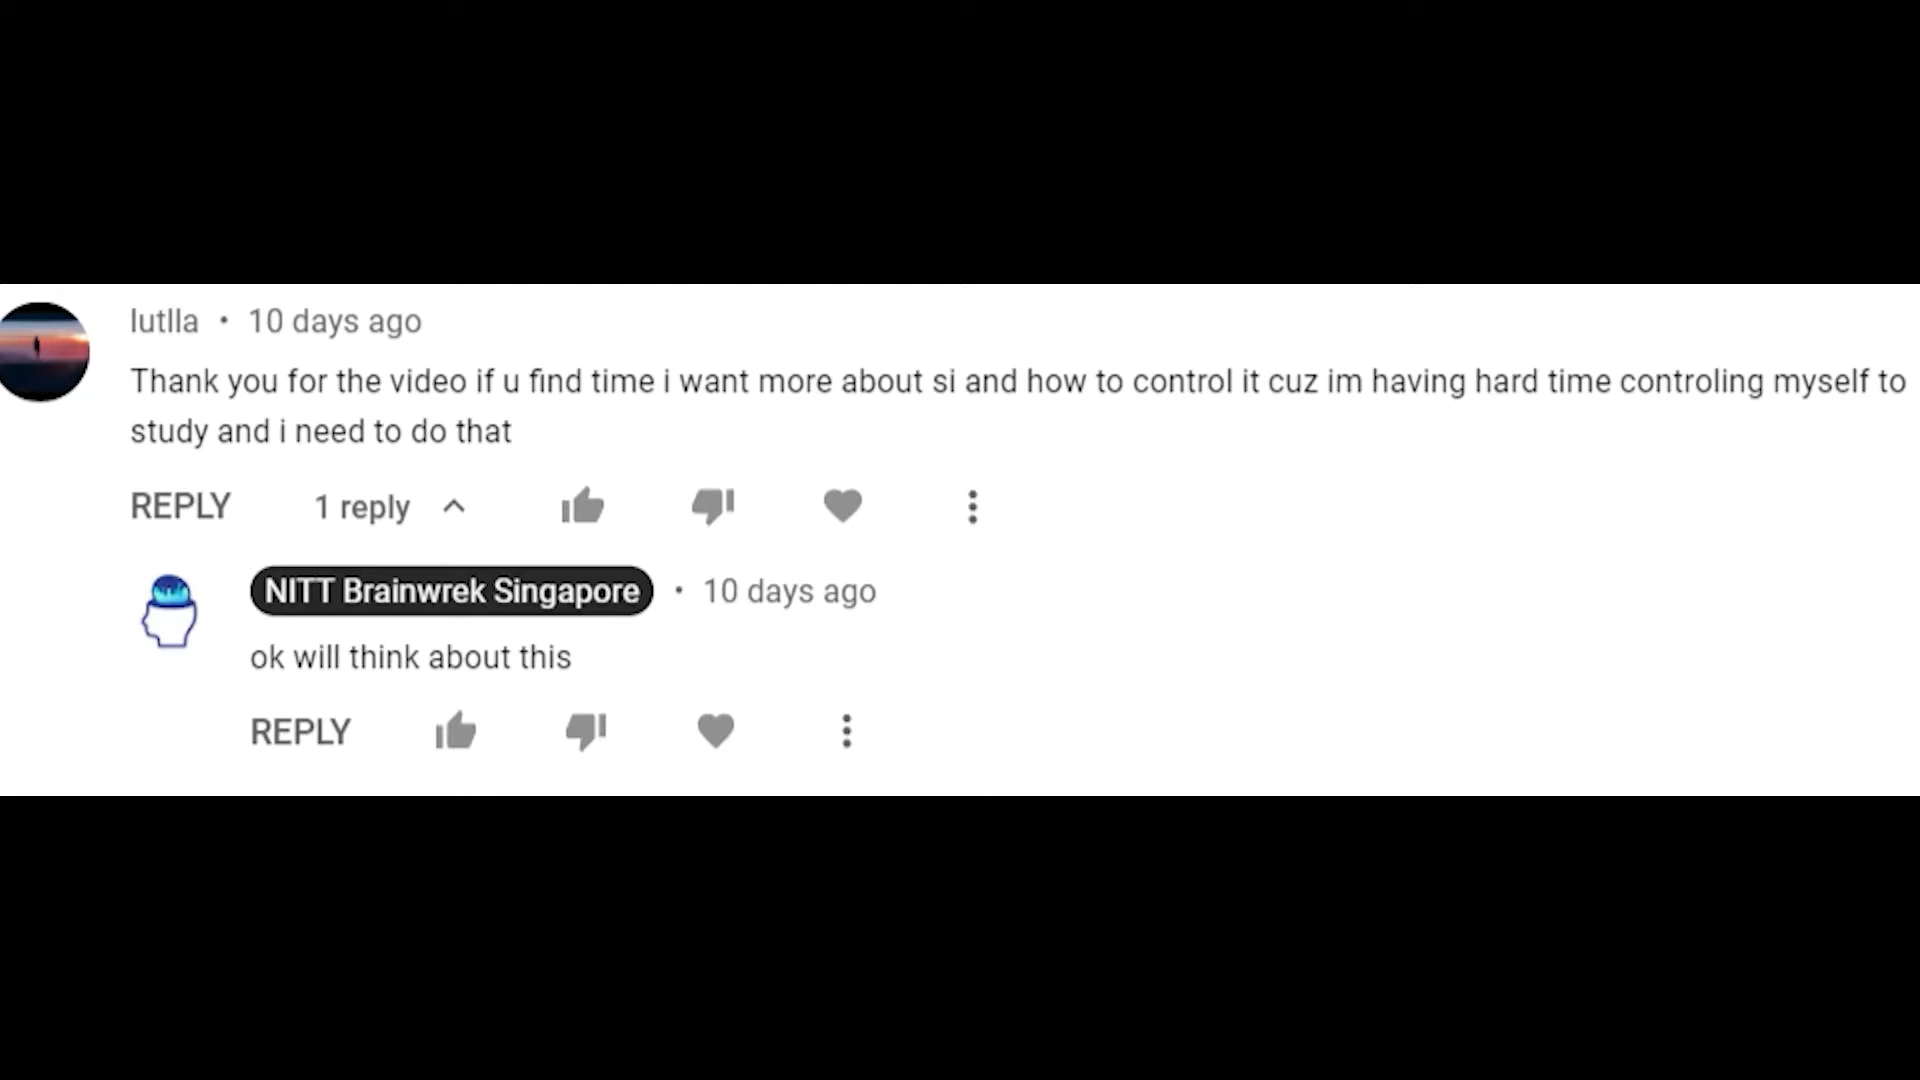 lutlla • 10 days ago
Thank you for the video if u find time i want more about si and how to control it cuz im having hard time controling myself to
study and i need to do that
REPLY 1 reply
NITT Brainwrek Singapore • 10 days ago
ok will think about this
REPLY